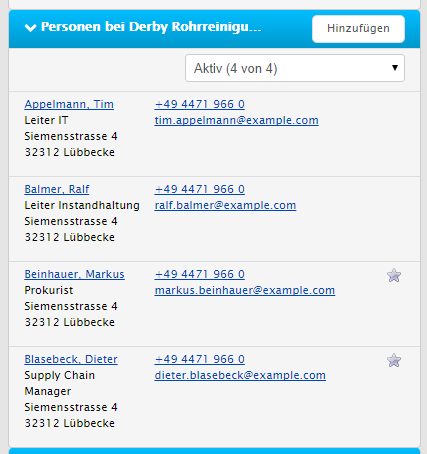 Personen bei Derby Rohrreinigu...
Hinzufügen
Aktiv (4 von 4)
Appelmann, Tim
+49 4471 966 0
Leiter IT
tim.appelmann@example.com
Siemensstrasse 4
32312 Lübbecke
Balmer, Ralf
+49 4471 966 0
Leiter Instandhaltung
ralf.balmer@example.com
Siemensstrasse 4
32312 Lübbecke
Beinhauer, Markus
+49 4471 966 0
Prokurist
markus.beinhauer@example.com
Siemensstrasse 4
32312 Lübbecke
Blasebeck, Dieter
+49 4471 966 0
Supply Chain
dieter.blasebeck@example.com
Manager
Siemensstrasse 4
32312 Lübbecke